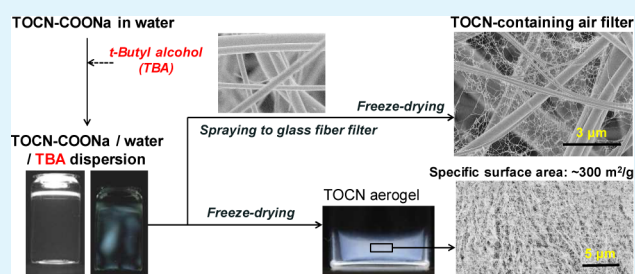 TOCN-COONa in water
t-Butyl alcohol
(TBA)
TOCN-COONa / water
/ TBA dispersion
Spraying to glass fiber filter
Freeze-drying
TOCN-containing air filter
3 μm
Freeze-drying
TOCN aerogel
Specific surface area: ~300 m²/g
5 μm